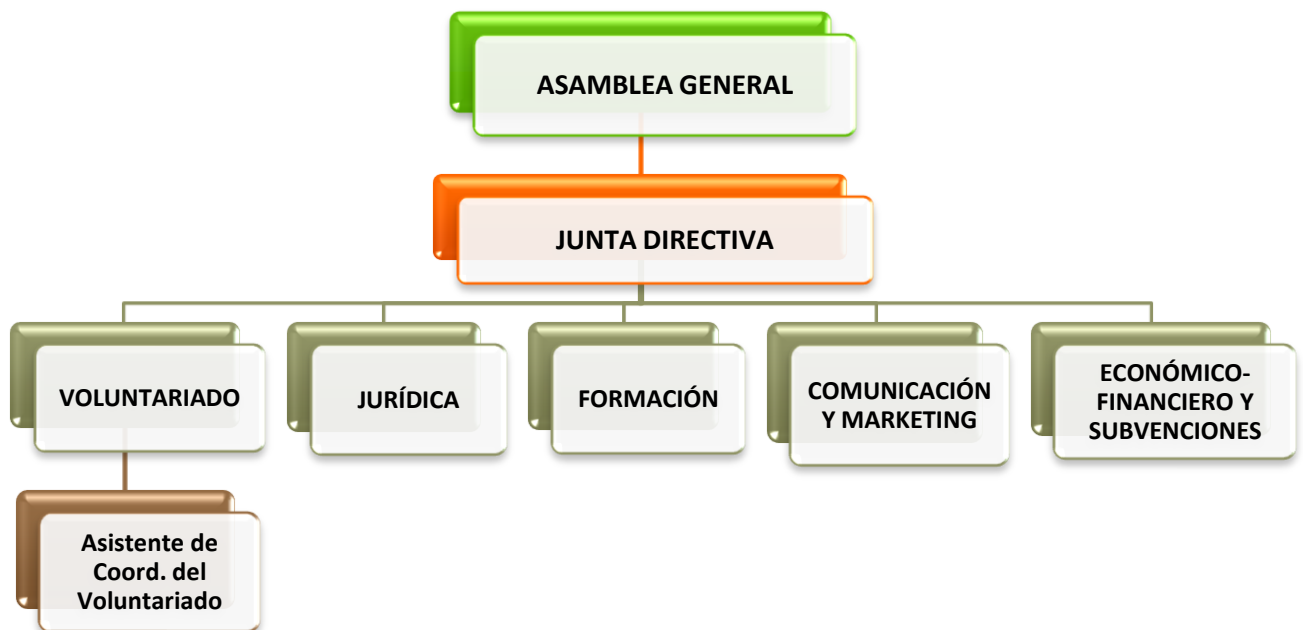 ASAMBLEA GENERAL
JUNTA DIRECTIVA
VOLUNTARIADO
JURÍDICA
FORMACIÓN
COMUNICACIÓN
Y MARKETING
ECONÓMICO-
FINANCIERO Y
SUBVENCIONES
Asistente de
Coord. del
Voluntariado